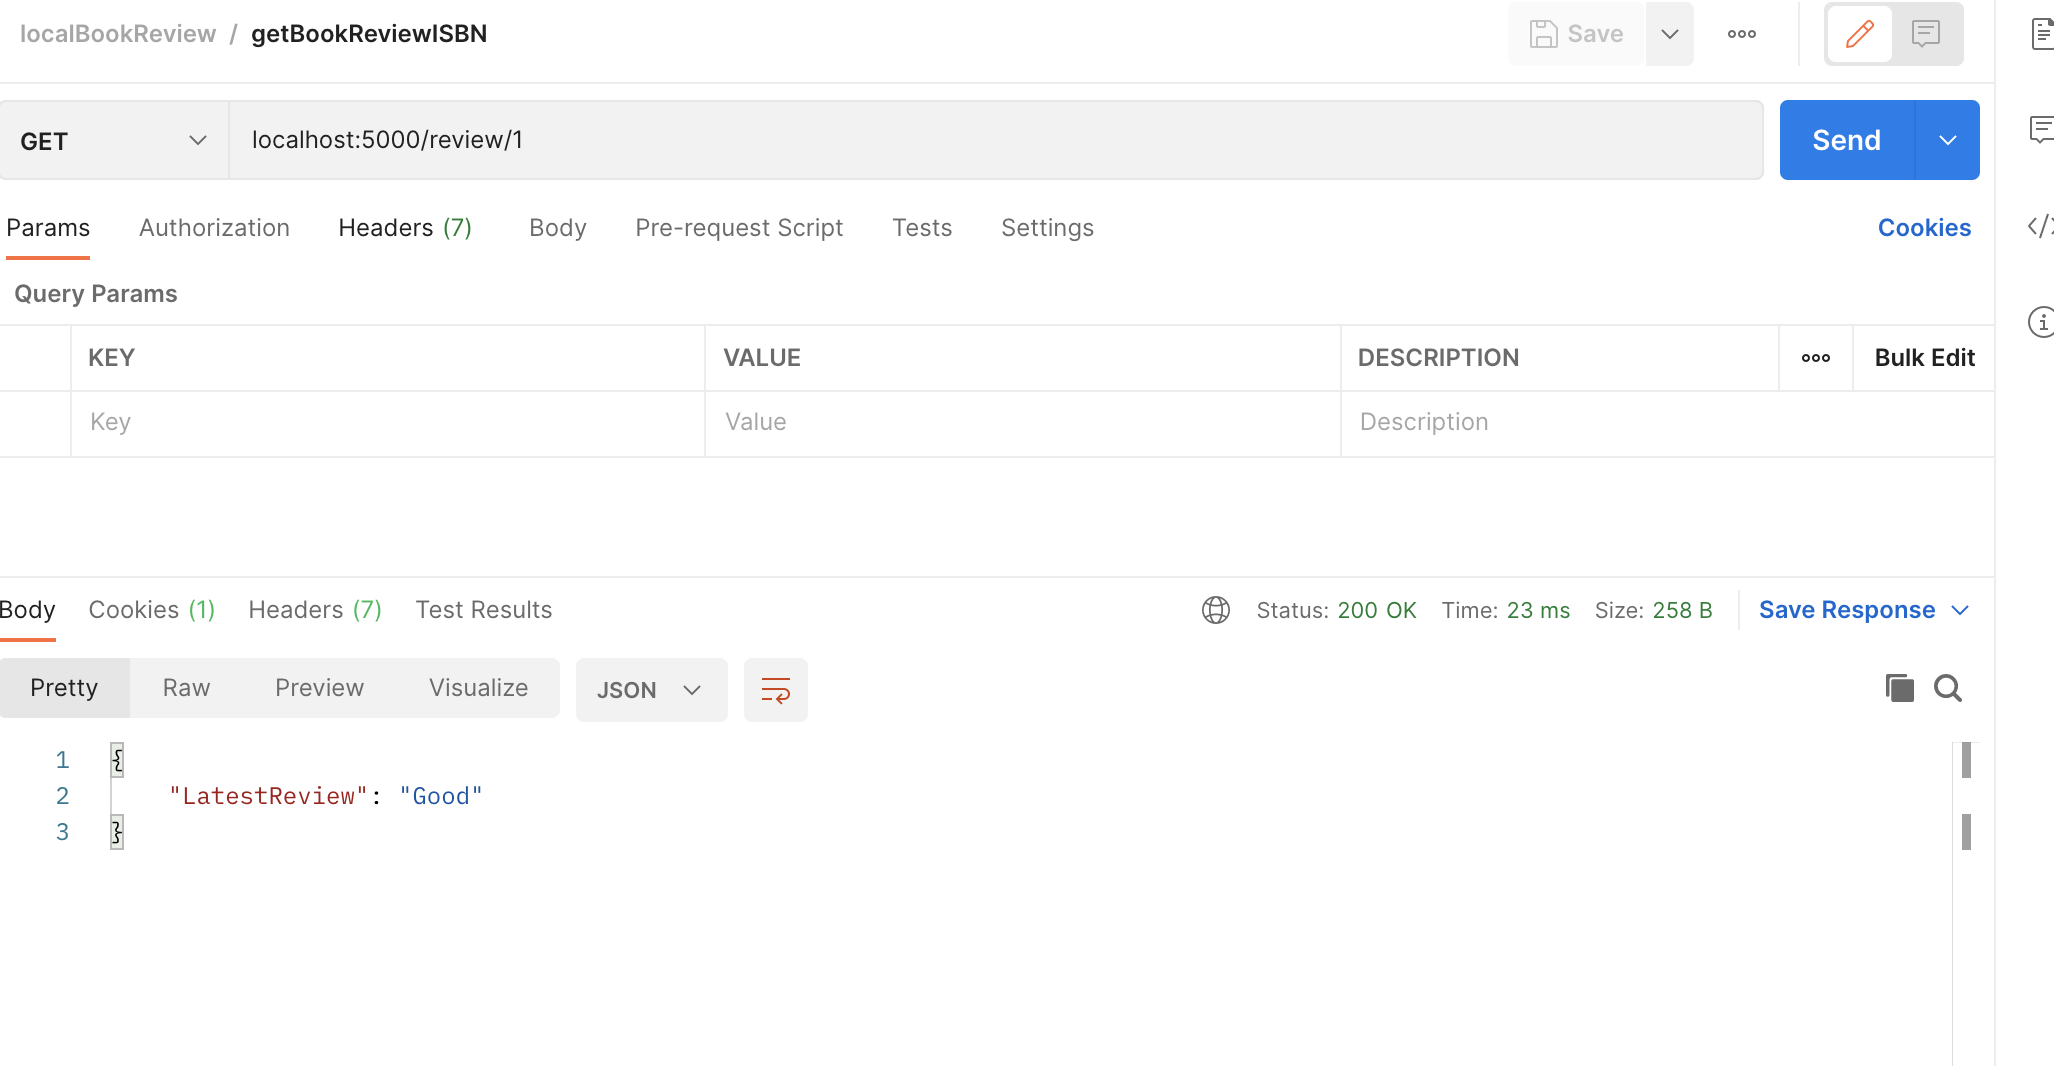 localBookReview / getBookReviewISBN
Save
GET
localhost:5000/review/1
Send
Params Authorization Headers (7) Body Pre-request Script Tests Settings Cookies
Query Params
KEY VALUE DESCRIPTION Bulk Edit
Key Value Description
Body Cookies (1) Headers (7) Test Results Status: 200 OK Time: 23 ms Size: 258 B Save Response
Pretty Raw Preview Visualize JSON
1 {
2 "LatestReview": "Good"
3 }